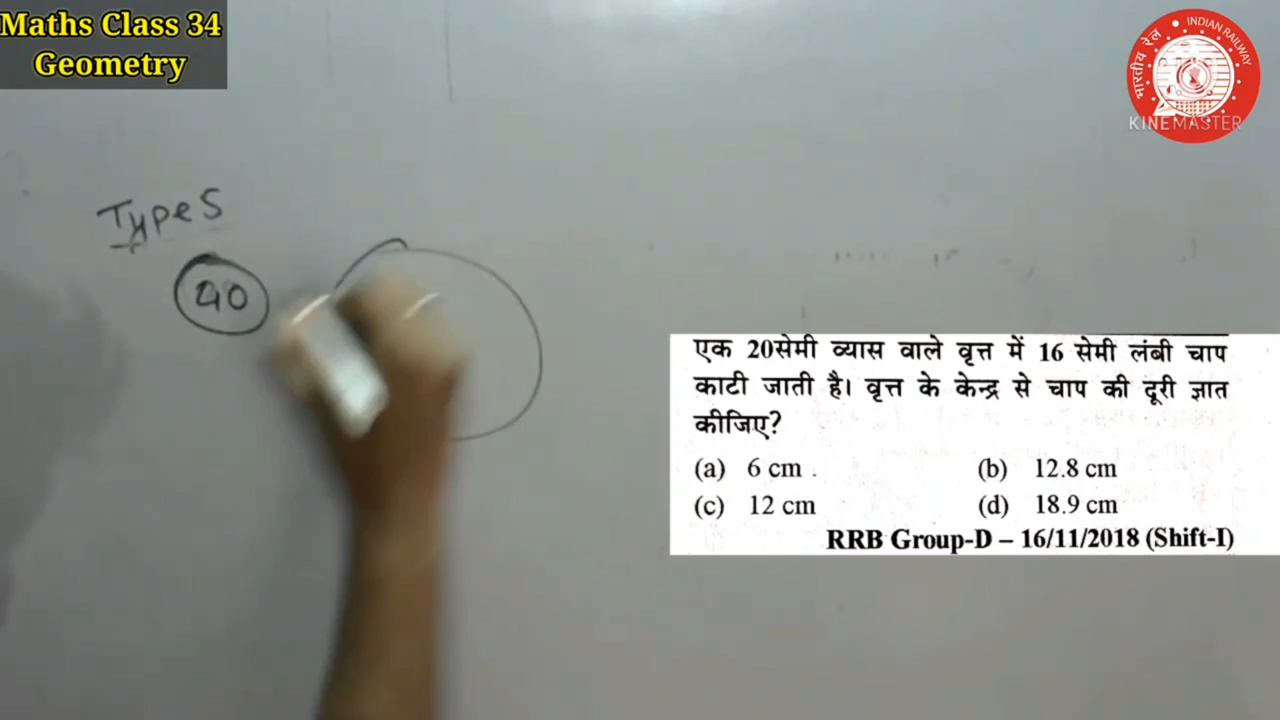 Maths Class 34
Geometry
भारतीय रेल
INDIAN RAILWAY
KINEMASTER
Types
40
एक 20सेमी व्यास वाले वृत्त में 16 सेमी लंबी चाप
काटी जाती है। वृत्त के केन्द्र से चाप की दूरी ज्ञात
कीजिए?
(a) 6 cm . (b) 12.8 cm
(c) 12 cm (d) 18.9 cm
RRB Group-D – 16/11/2018 (Shift-I)